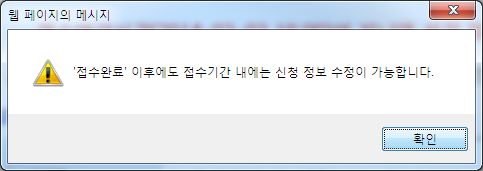 웹 페이지의 메시지
'접수완료' 이후에도 접수기간 내에는 신청 정보 수정이 가능합니다.
확인